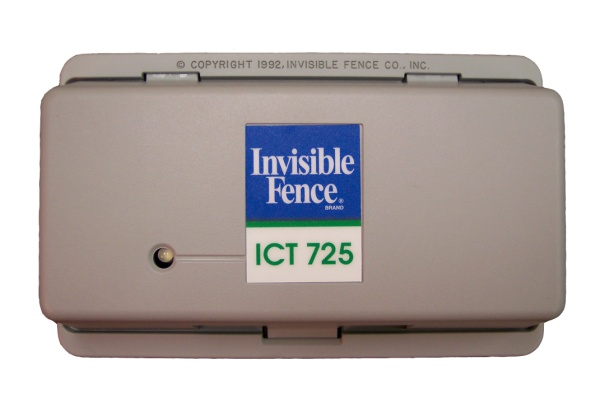 © COPYRIGHT 1992, INVISIBLE FENCE CO., INC.
Invisible
Fence®
BRAND
ICT 725